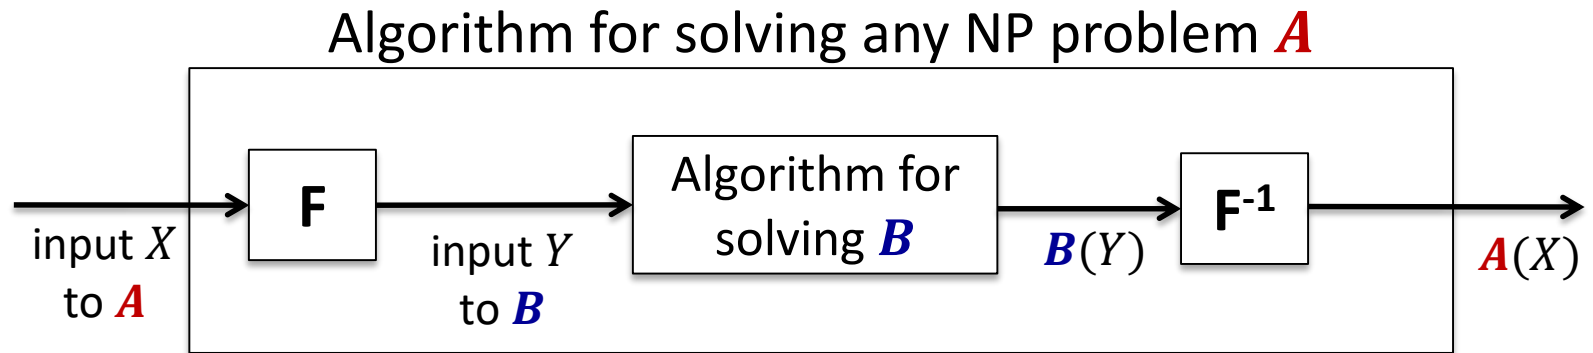 Algorithm for solving any NP problem A
input X
to A
F
input Y
to B
Algorithm for
solving B
B(Y)
F-1
A(X)